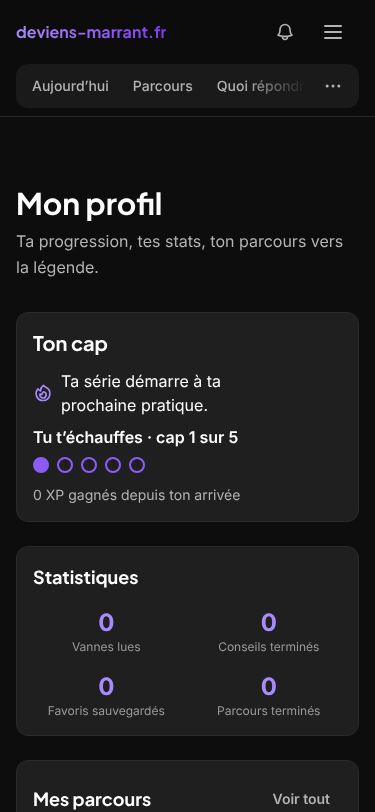 deviens-marrant.fr
Aujourd’hui Parcours Quoi répondr
Mon profil
Ta progression, tes stats, ton parcours vers
la légende.
Ton cap
Ta série démarre à ta
prochaine pratique.
Tu t’échauffes · cap 1 sur 5
0 XP gagnés depuis ton arrivée
Statistiques
0 0
Vannes lues Conseils terminés
0 0
Favoris sauvegardés Parcours terminés
Mes parcours Voir tout